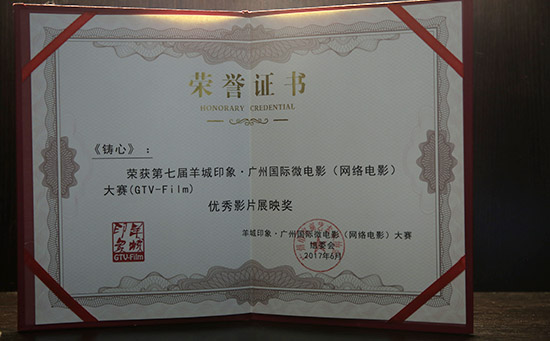 荣誉证书
HONORARY CREDENTIAL
《铸心》：
荣获第七届羊城印象·广州国际微电影（网络电影）
大赛(GTV-Film)
优秀影片展映奖
GTV-Film
羊城印象·广州国际微电影（网络电影）大赛
组委会
2017年6月